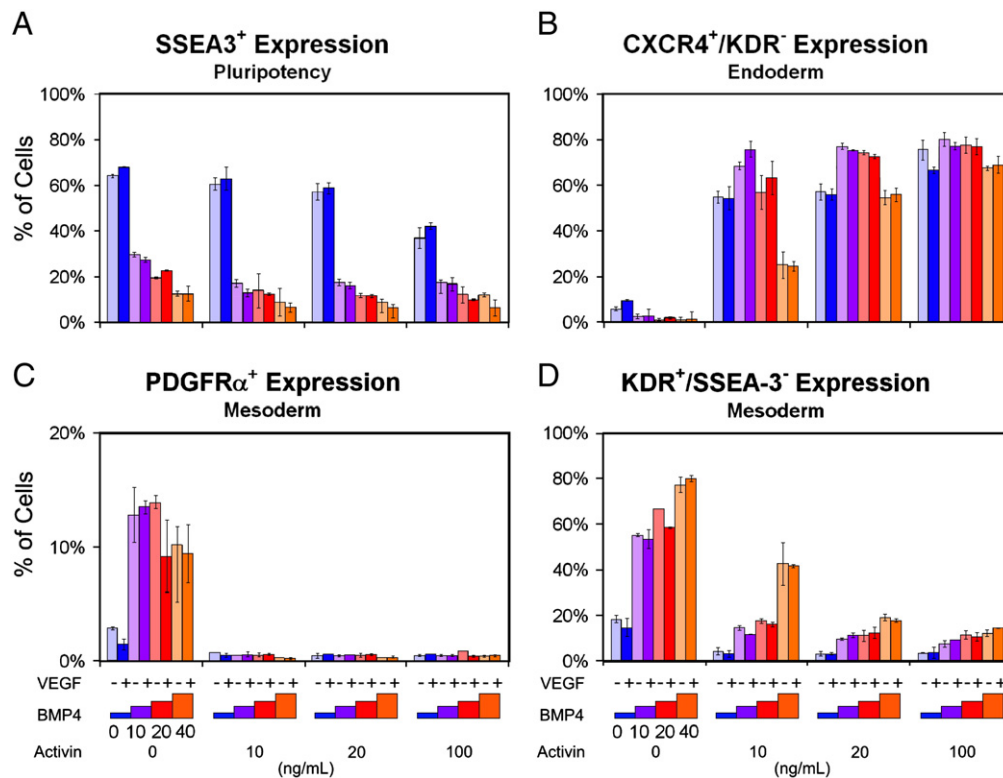 A
SSEA3+ Expression
Pluripotency
100%
80%
60%
40%
20%
0%
% of Cells
B
CXCR4+/KDR- Expression
Endoderm
100%
80%
60%
40%
20%
0%
C
PDGFRα+ Expression
Mesoderm
20%
10%
0%
% of Cells
D
KDR+/SSEA-3- Expression
Mesoderm
100%
80%
60%
40%
20%
0%
VEGF -+-+-+-+ -+-+-+-+ -+-+-+-+ -+-+-+-+
BMP4
0 10 20 40
Activin 0 10 20 100
(ng/mL)
VEGF -+-+-+-+ -+-+-+-+ -+-+-+-+ -+-+-+-+
BMP4
0 10 20 40
Activin 0 10 20 100
(ng/mL)